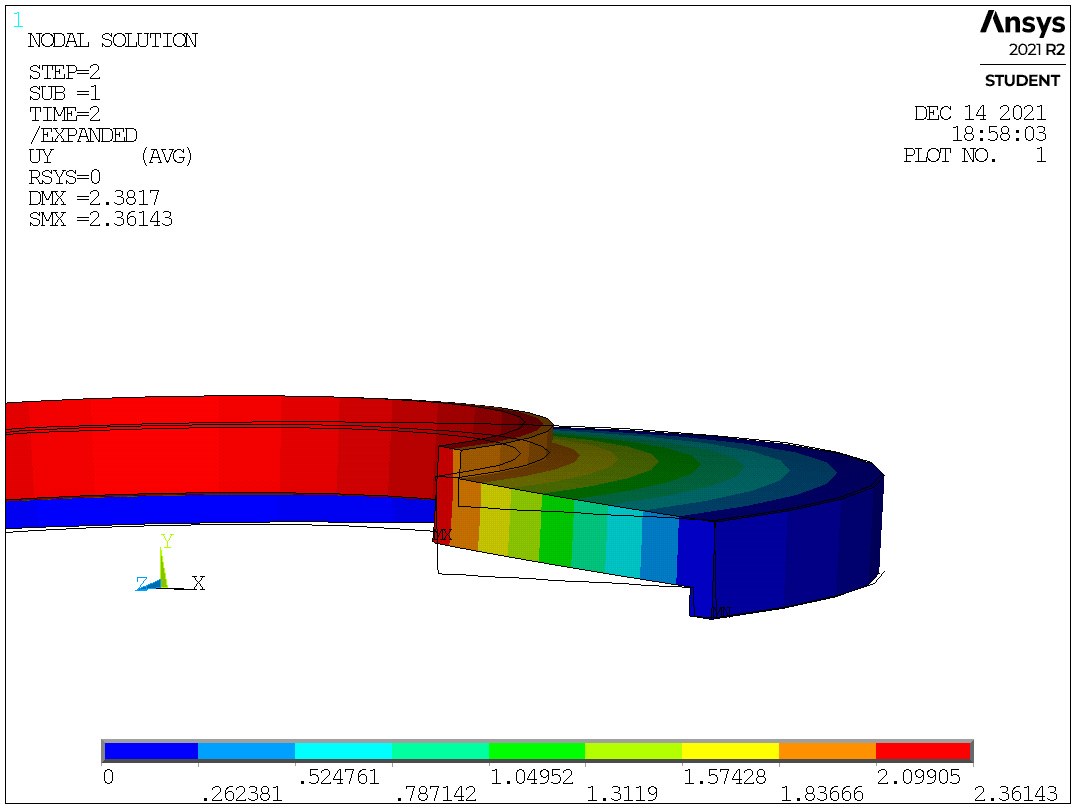 1
NODAL SOLUTION
STEP=2
SUB =1
TIME=2
/EXPANDED
UY (AVG)
RSYS=0
DMX =2.3817
SMX =2.36143
Ansys
2021 R2
STUDENT
DEC 14 2021
18:58:03
PLOT NO. 1
MX
Y
Z X
0 .524761 1.04952 1.57428 2.09905
.262381 .787142 1.3119 1.83666 2.36143